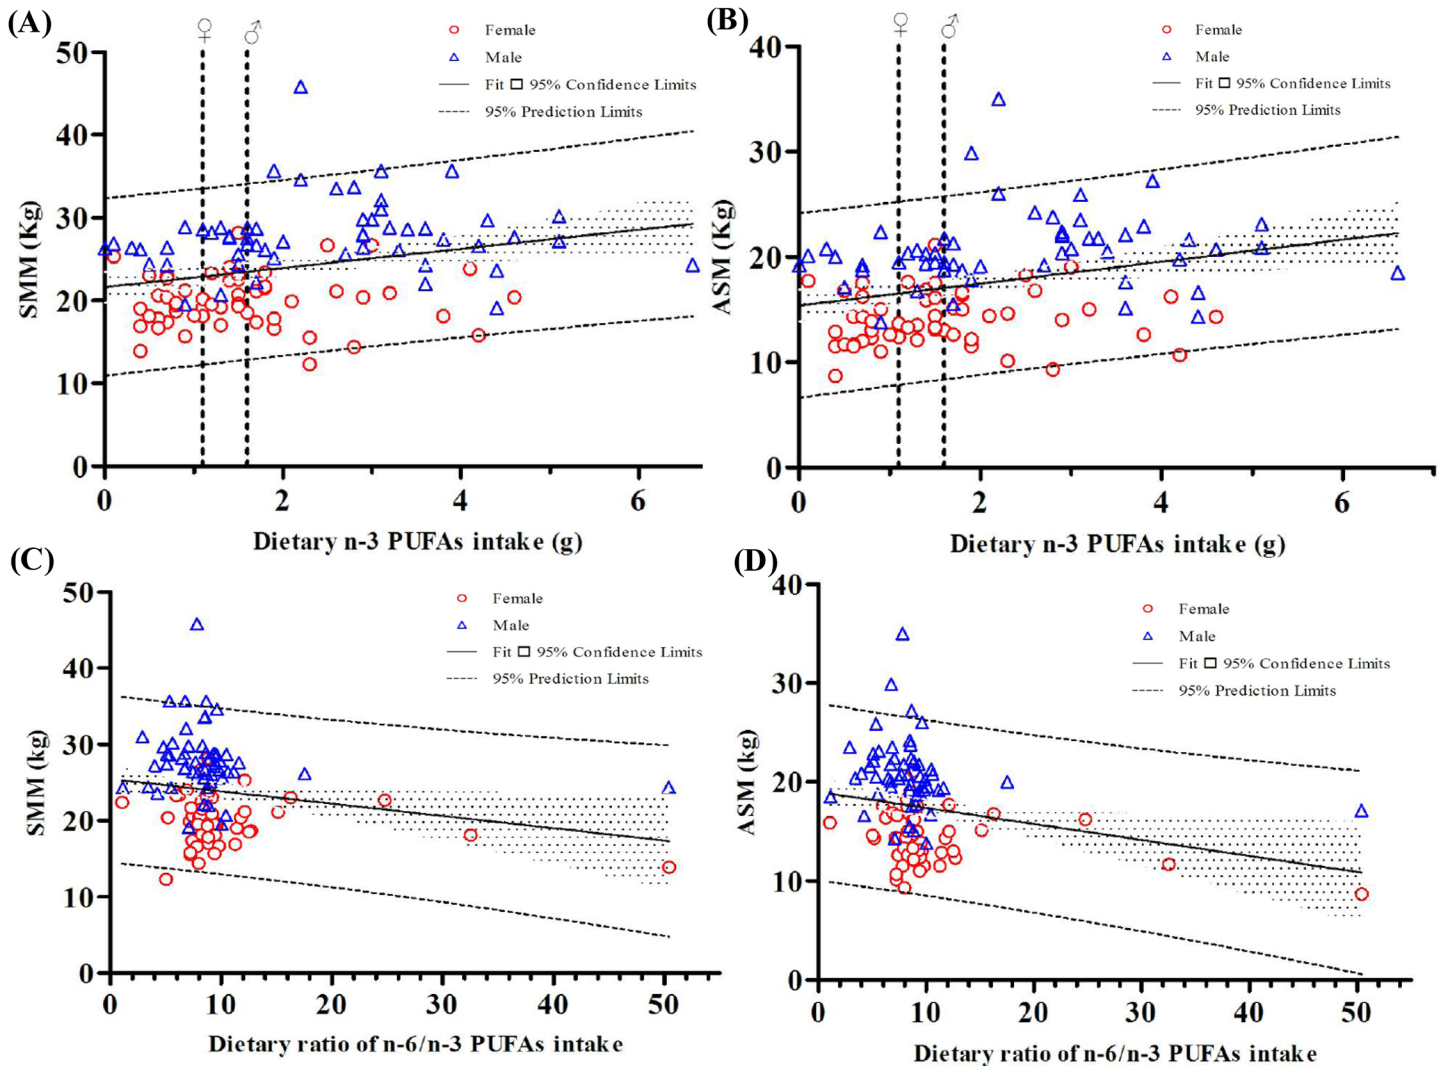 (A)
♀ ♂
Female
Male
Fit □ 95% Confidence Limits
95% Prediction Limits
50
40
30
20
10
0
SMM (Kg)
0 2 4 6
Dietary n-3 PUFAs intake (g)
(B)
♀ ♂
Female
Male
Fit □ 95% Confidence Limits
95% Prediction Limits
40
30
20
10
0
ASM (Kg)
0 2 4 6
Dietary n-3 PUFAs intake (g)
(C)
Female
Male
Fit □ 95% Confidence Limits
95% Prediction Limits
50
40
30
20
10
0
SMM (kg)
0 10 20 30 40 50
Dietary ratio of n-6/n-3 PUFAs intake
(D)
Female
Male
Fit □ 95% Confidence Limits
95% Prediction Limits
40
30
20
10
0
ASM (kg)
0 10 20 30 40 50
Dietary ratio of n-6/n-3 PUFAs intake